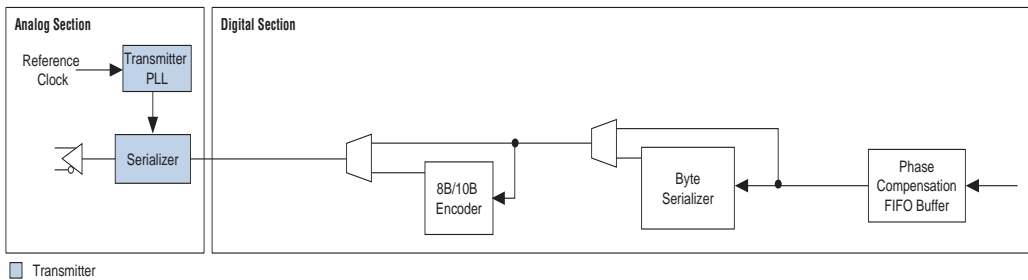 Analog Section
Digital Section
Reference
Clock
Transmitter
PLL
Serializer
8B/10B
Encoder
Byte
Serializer
Phase
Compensation
FIFO Buffer
Transmitter